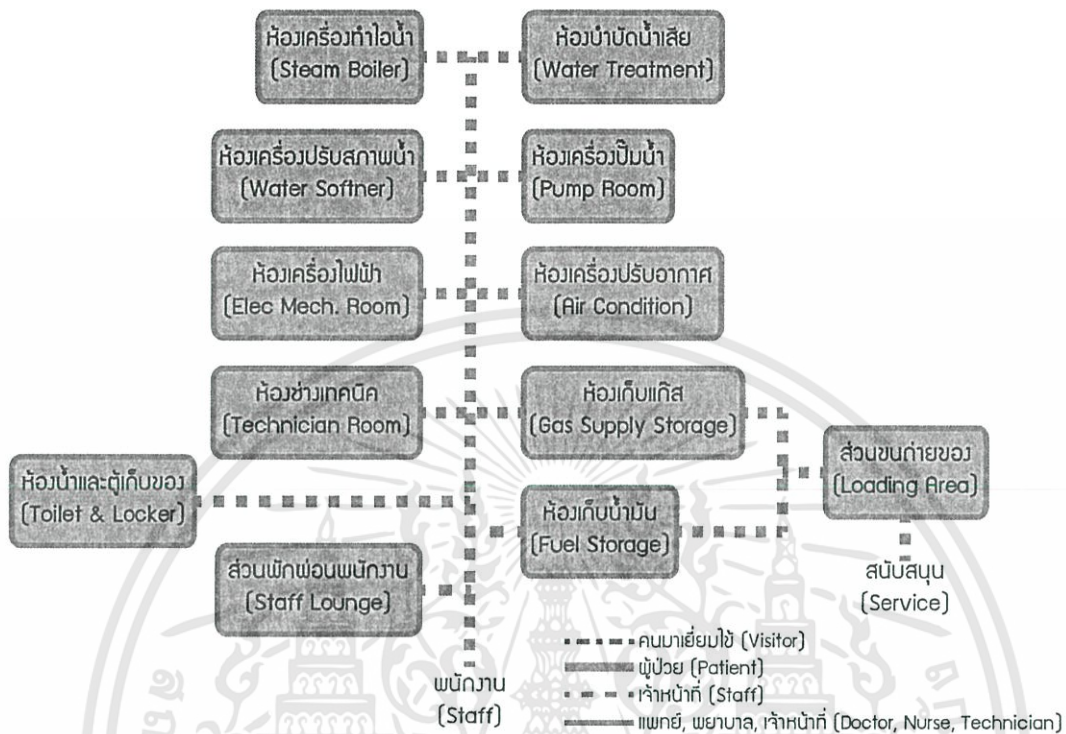 ห้องเครื่องทำไอน้ำ
(Steam Boiler)
ห้องบำบัดน้ำเสีย
(Water Treatment)
ห้องเครื่องปรับสภาพน้ำ
(Water Softner)
ห้องเครื่องปั๊มน้ำ
(Pump Room)
ห้องเครื่องไฟฟ้า
(Elec Mech. Room)
ห้องเครื่องปรับอากาศ
(Air Condition)
ห้องช่างเทคนิค
(Technician Room)
ห้องเก็บแก๊ส
(Gas Supply Storage)
ส่วนขนถ่ายของ
(Loading Area)
ห้องน้ำและตู้เก็บของ
(Toilet & Locker)
ห้องเก็บน้ำมัน
(Fuel Storage)
ส่วนพักผ่อนพนักงาน
(Staff Lounge)
สนับสนุน
(Service)
พนักงาน
(Staff)
คนมาเยี่ยมไข้ (Visitor)
ผู้ป่วย (Patient)
เจ้าหน้าที่ (Staff)
แพทย์, พยาบาล, เจ้าหน้าที่ (Doctor, Nurse, Technician)